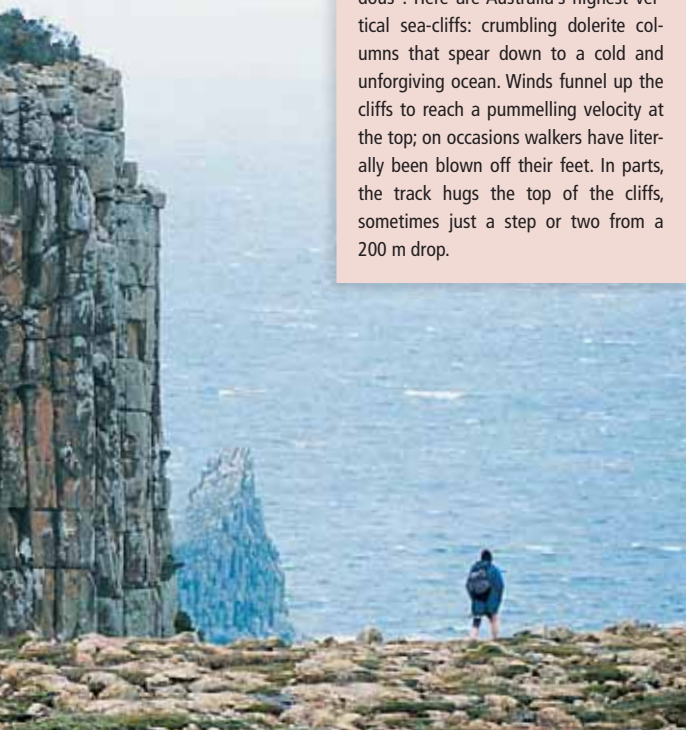 dous'. Here are Australia's highest ver-
tical sea-cliffs: crumbling dolerite col-
umns that spear down to a cold and
unforgiving ocean. Winds funnel up the
cliffs to reach a pummelling velocity at
the top; on occasions walkers have liter-
ally been blown off their feet. In parts,
the track hugs the top of the cliffs,
sometimes just a step or two from a
200 m drop.